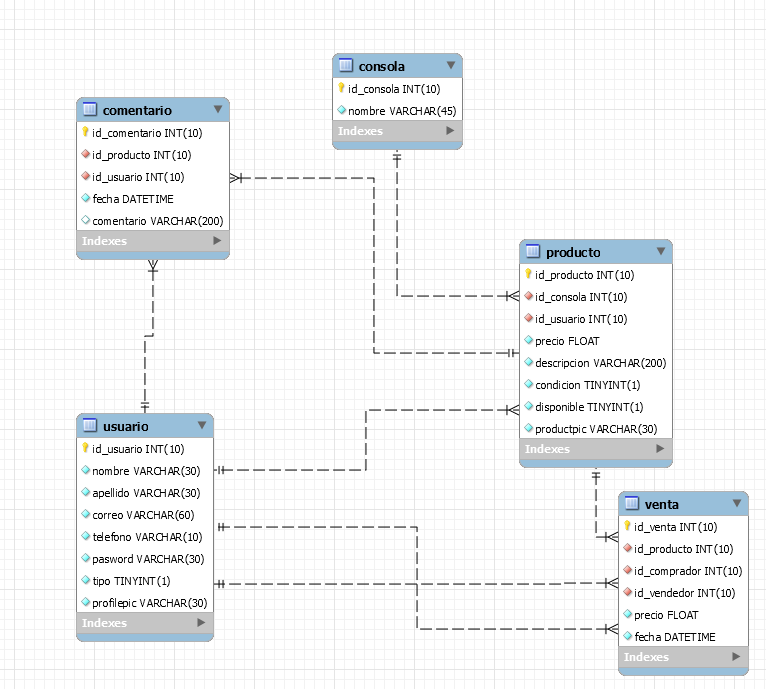 consola
id_consola INT(10)
nombre VARCHAR(45)
Indexes
comentario
id_comentario INT(10)
id_producto INT(10)
id_usuario INT(10)
fecha DATETIME
comentario VARCHAR(200)
Indexes
producto
id_producto INT(10)
id_consola INT(10)
id_usuario INT(10)
precio FLOAT
descripcion VARCHAR(200)
condicion TINYINT(1)
disponible TINYINT(1)
productpic VARCHAR(30)
Indexes
usuario
id_usuario INT(10)
nombre VARCHAR(30)
apellido VARCHAR(30)
correo VARCHAR(60)
telefono VARCHAR(10)
pasword VARCHAR(30)
tipo TINYINT(1)
profilepic VARCHAR(30)
Indexes
venta
id_venta INT(10)
id_producto INT(10)
id_comprador INT(10)
id_vendedor INT(10)
precio FLOAT
fecha DATETIME
Indexes